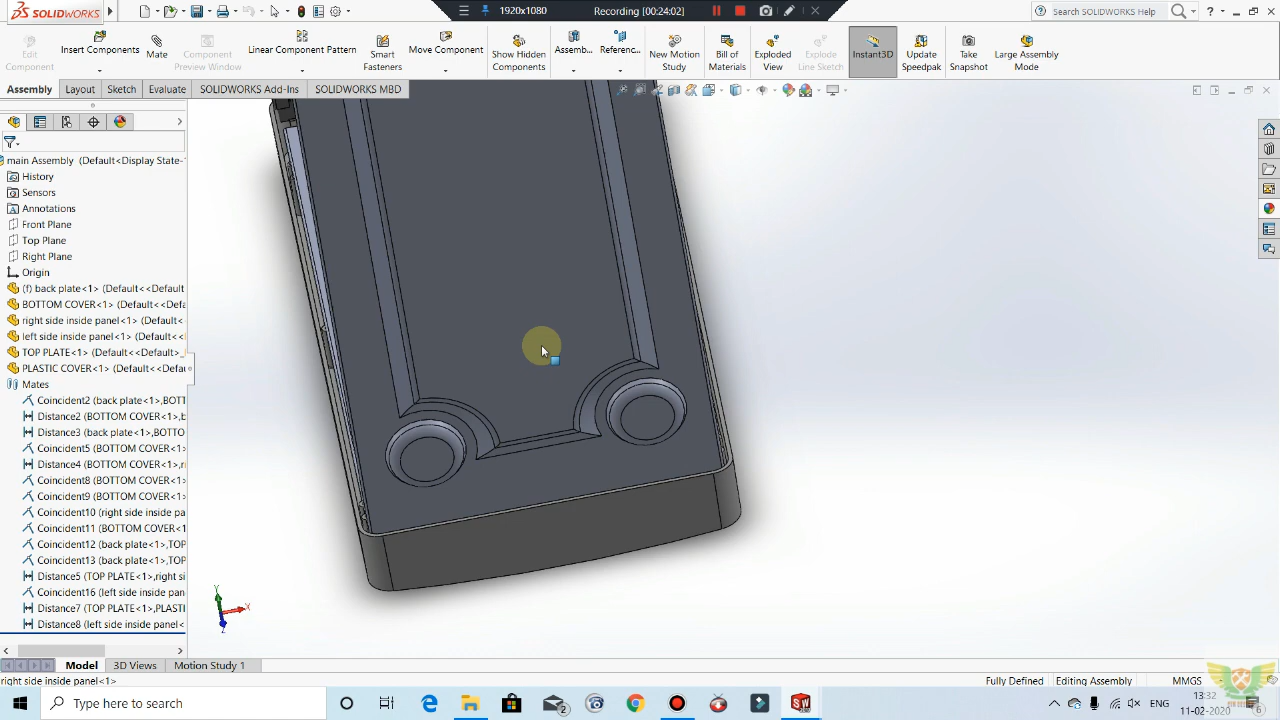 SOLIDWORKS
1920x1080
Recording [00:24:02]
Search SOLIDWORKS Help
Edit Component
Insert Components
Mate
Component Preview Window
Linear Component Pattern
Smart Fasteners
Move Component
Show Hidden Components
Assemb...
Referenc...
New Motion Study
Bill of Materials
Exploded View
Explode Line Sketch
Instant3D
Update Speedpak
Take Snapshot
Large Assembly Mode
Assembly
Layout
Sketch
Evaluate
SOLIDWORKS Add-Ins
SOLIDWORKS MBD
main Assembly (Default<Display State-
History
Sensors
Annotations
Front Plane
Top Plane
Right Plane
Origin
(f) back plate<1> (Default<<Default
BOTTOM COVER<1> (Default<<Defa
right side inside panel<1> (Default<<
left side inside panel<1> (Default<<D
TOP PLATE<1> (Default<Default>_
PLASTIC COVER<1> (Default<<Defau
Mates
Coincident2 (back plate<1>,BOTT
Distance2 (BOTTOM COVER<1>,b
Distance3 (back plate<1>,BOTTOM
Coincident5 (BOTTOM COVER<1
Distance4 (BOTTOM COVER<1>,ri
Coincident8 (BOTTOM COVER<1
Coincident9 (BOTTOM COVER<1
Coincident10 (right side inside pa
Coincident11 (BOTTOM COVER<1
Coincident12 (back plate<1>,TOP
Coincident13 (back plate<1>,TOP
Distance5 (TOP PLATE<1>,right si
Coincident16 (left side inside pan
Distance7 (TOP PLATE<1>,PLASTI
Distance8 (left side inside panel<
Y
X
Z
Model
3D Views
Motion Study 1
right side inside panel<1>
Fully Defined
Editing Assembly
MMGS
Type here to search
2
ENG
13:32
11-02-2020
6